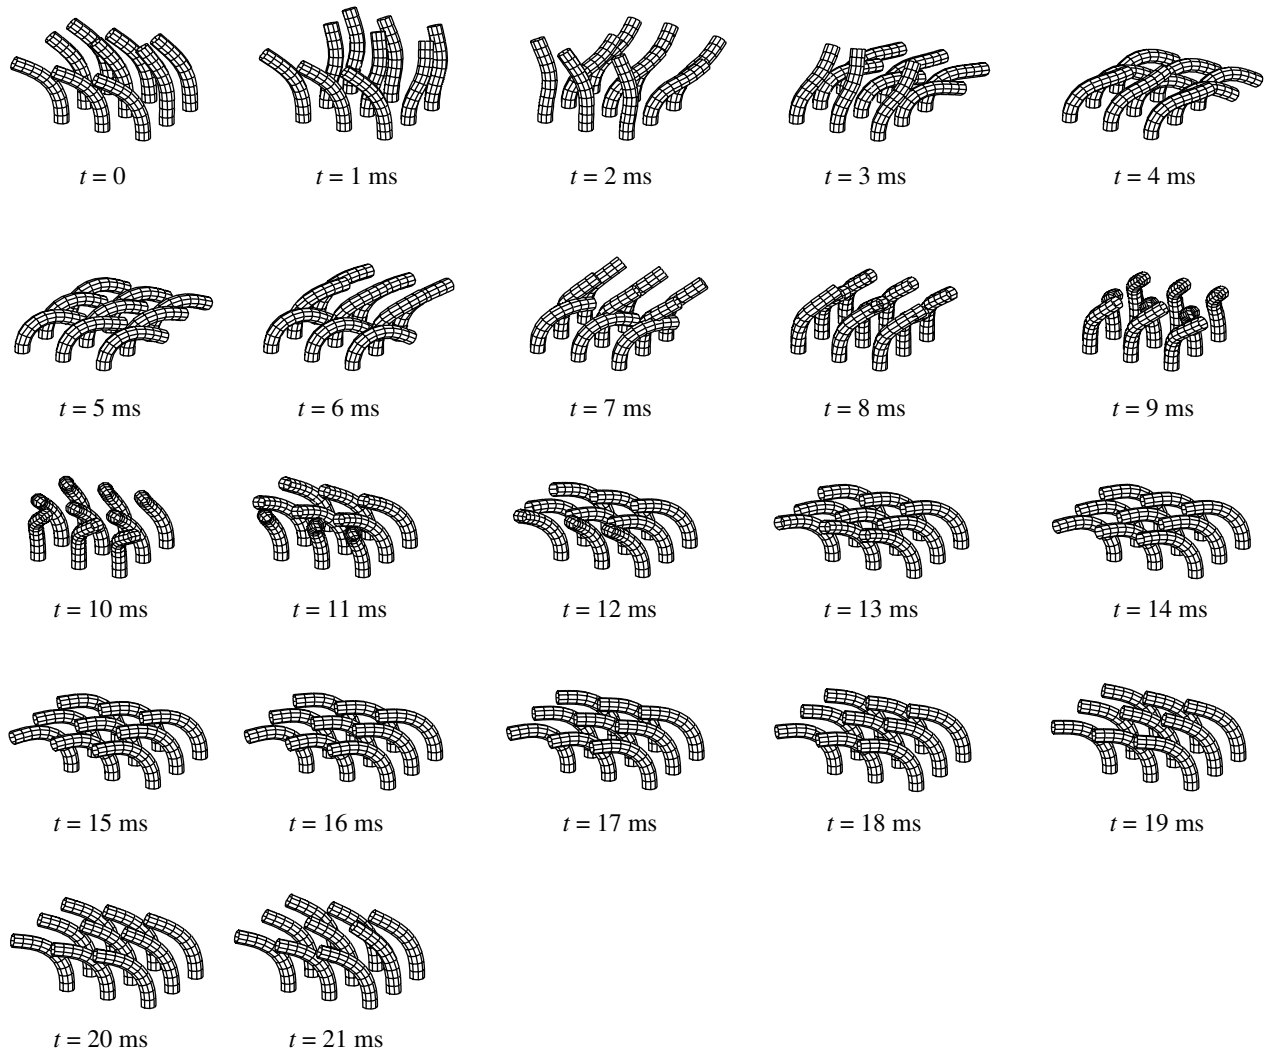 t = 0
t = 1 ms
t = 2 ms
t = 3 ms
t = 4 ms
t = 5 ms
t = 6 ms
t = 7 ms
t = 8 ms
t = 9 ms
t = 10 ms
t = 11 ms
t = 12 ms
t = 13 ms
t = 14 ms
t = 15 ms
t = 16 ms
t = 17 ms
t = 18 ms
t = 19 ms
t = 20 ms
t = 21 ms